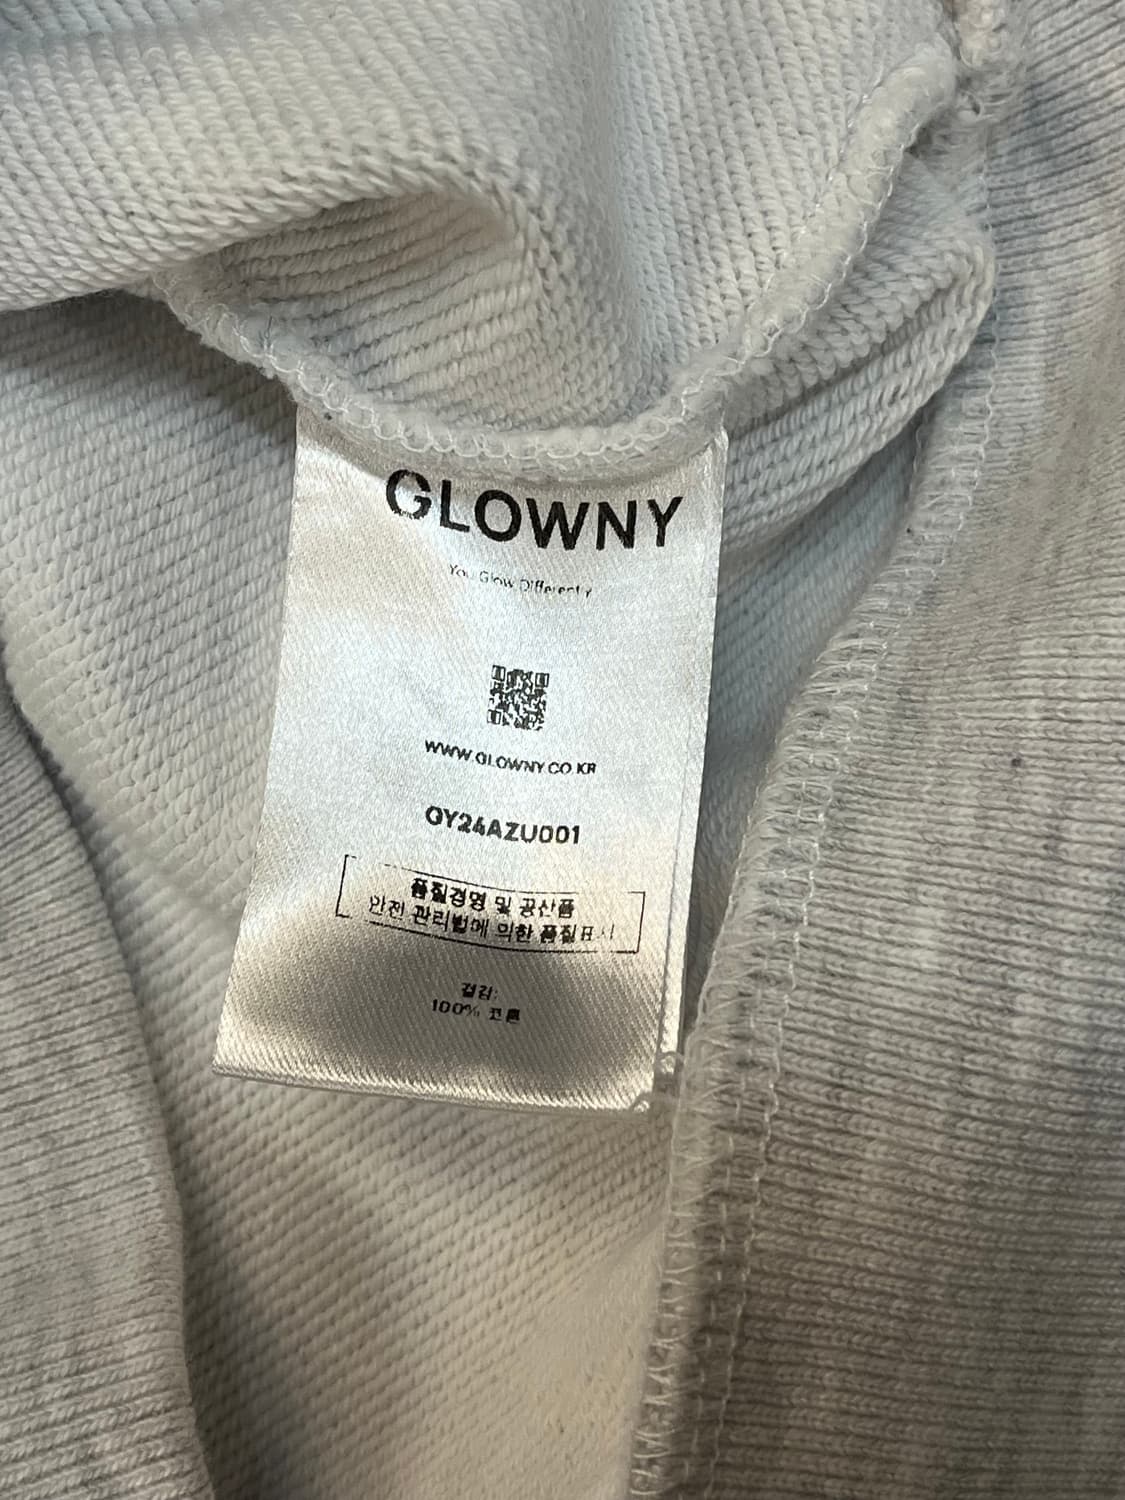 GLOWNY
You Glow Differently
WWW.GLOWNY.CO.KR
GY24AZU001
품질경영 및 공산품
안전 관리법에 의한 품질표시
겉감:
100% 코튼